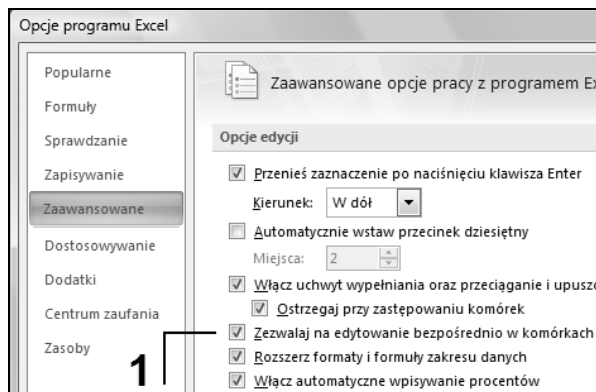 Opcje programu Excel
Popularne
Formuły
Sprawdzanie
Zapisywanie
Zaawansowane
Dostosowywanie
Dodatki
Centrum zaufania
Zasoby
1
Zaawansowane opcje pracy z programem Ex
Opcje edycji
Przenieś zaznaczenie po naciśnięciu klawisza Enter
Kierunek: W dół
Automatycznie wstaw przecinek dziesiętny
Miejsca: 2
Włącz uchwyt wypełniania oraz przeciąganie i upuszc
Ostrzegaj przy zastępowaniu komórek
Zezwalaj na edytowanie bezpośrednio w komórkach
Rozszerz formaty i formuły zakresu danych
Włącz automatyczne wpisywanie procentów